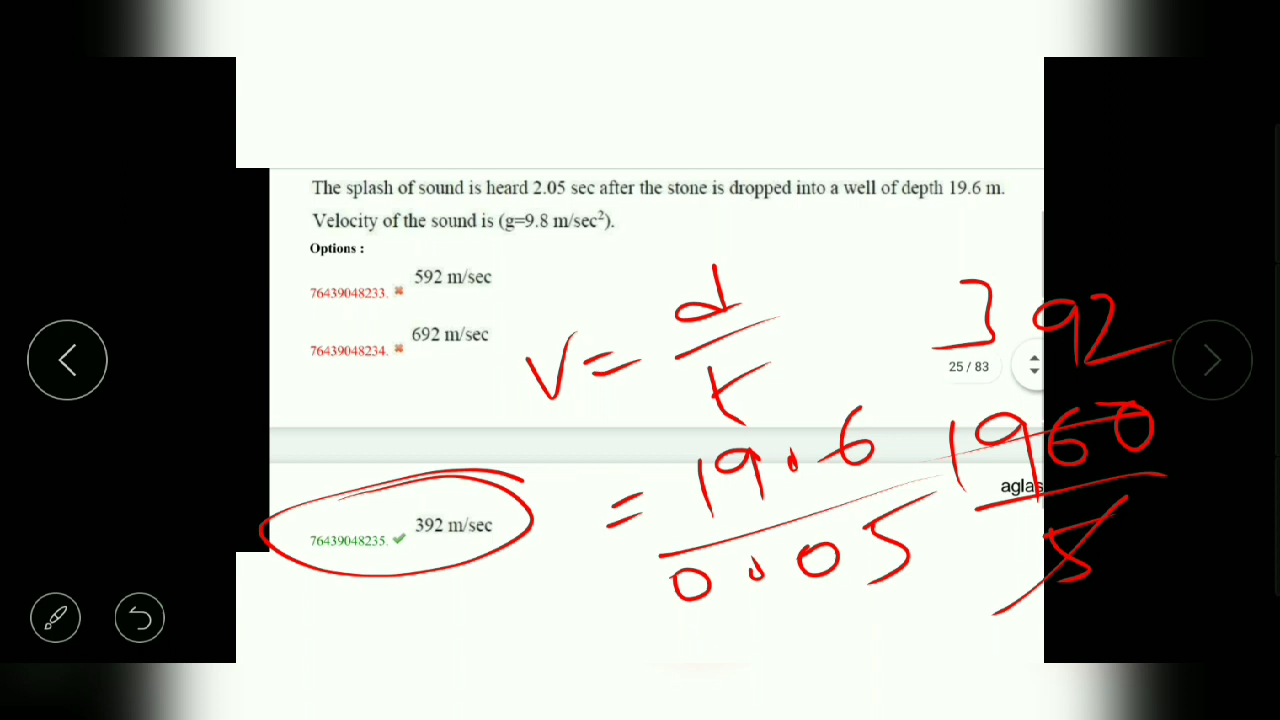 The splash of sound is heard 2.05 sec after the stone is dropped into a well of depth 19.6 m.
Velocity of the sound is (g=9.8 m/sec²).
Options :
592 m/sec
76439048233.
692 m/sec
76439048234.
v = d/t
392
25 / 83
= 19.6/0.05
1960/5
aglas
392 m/sec
76439048235.